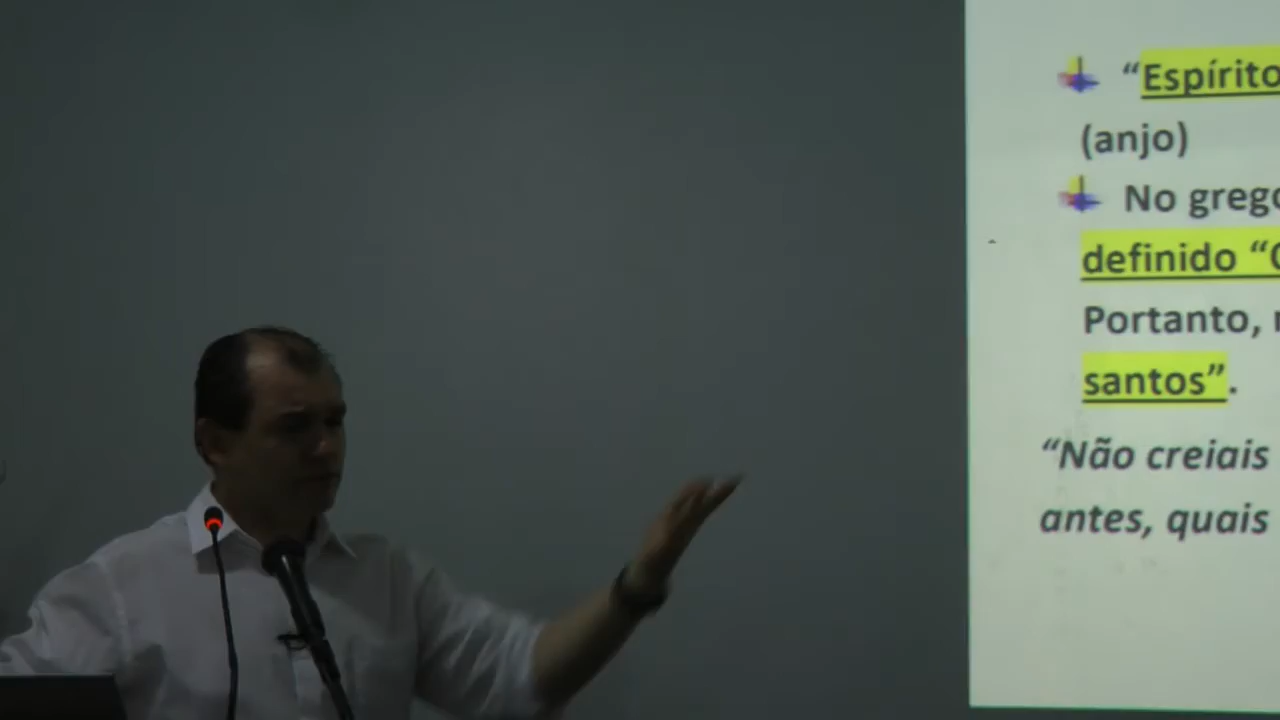 “Espírito
(anjo)
No grego
definido “O
Portanto,
santos”.
“Não creiais
antes, quais